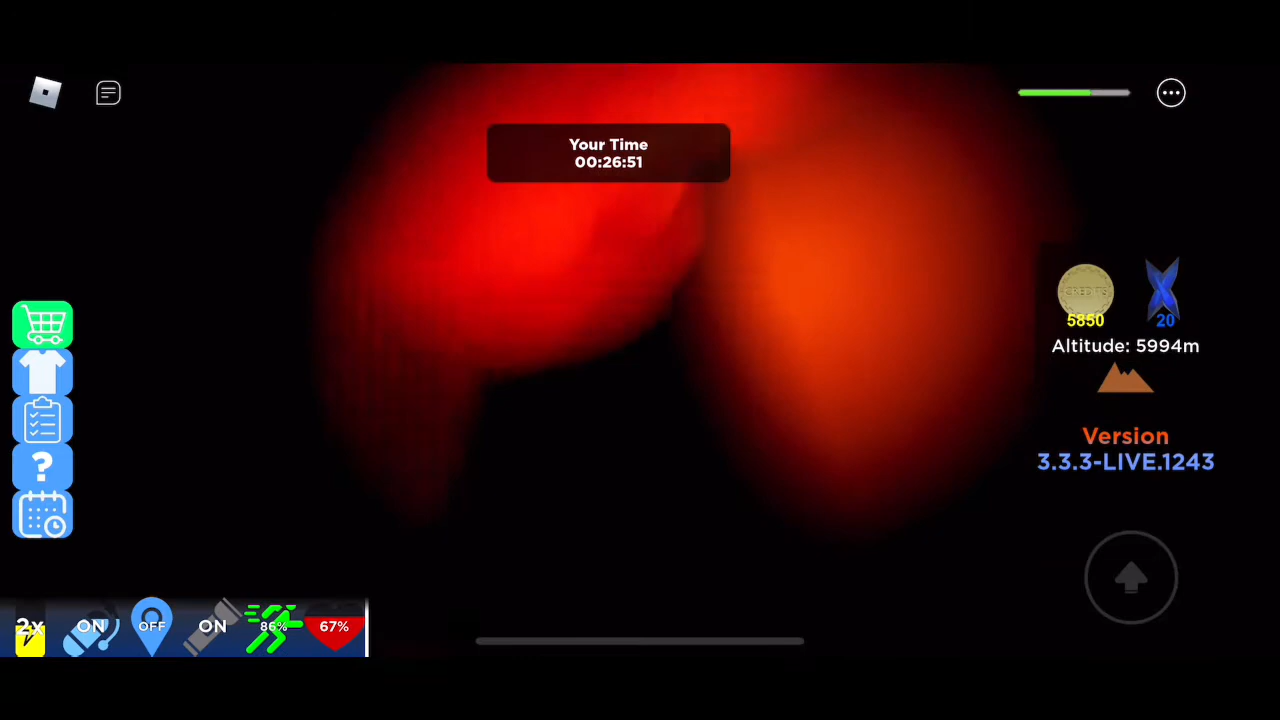 Your Time
00:26:51
CREDITS
5850
20
Altitude: 5994m
Version
3.3.3-LIVE.1243
?
2x
ON
OFF
ON
86%
67%